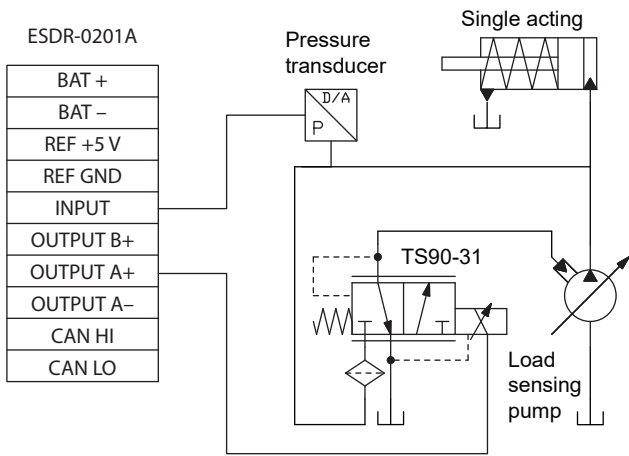 ESDR-0201A
BAT +
BAT –
REF +5 V
REF GND
INPUT
OUTPUT B+
OUTPUT A+
OUTPUT A–
CAN HI
CAN LO
Pressure
transducer
D/A
P
Single acting
TS90-31
Load
sensing
pump